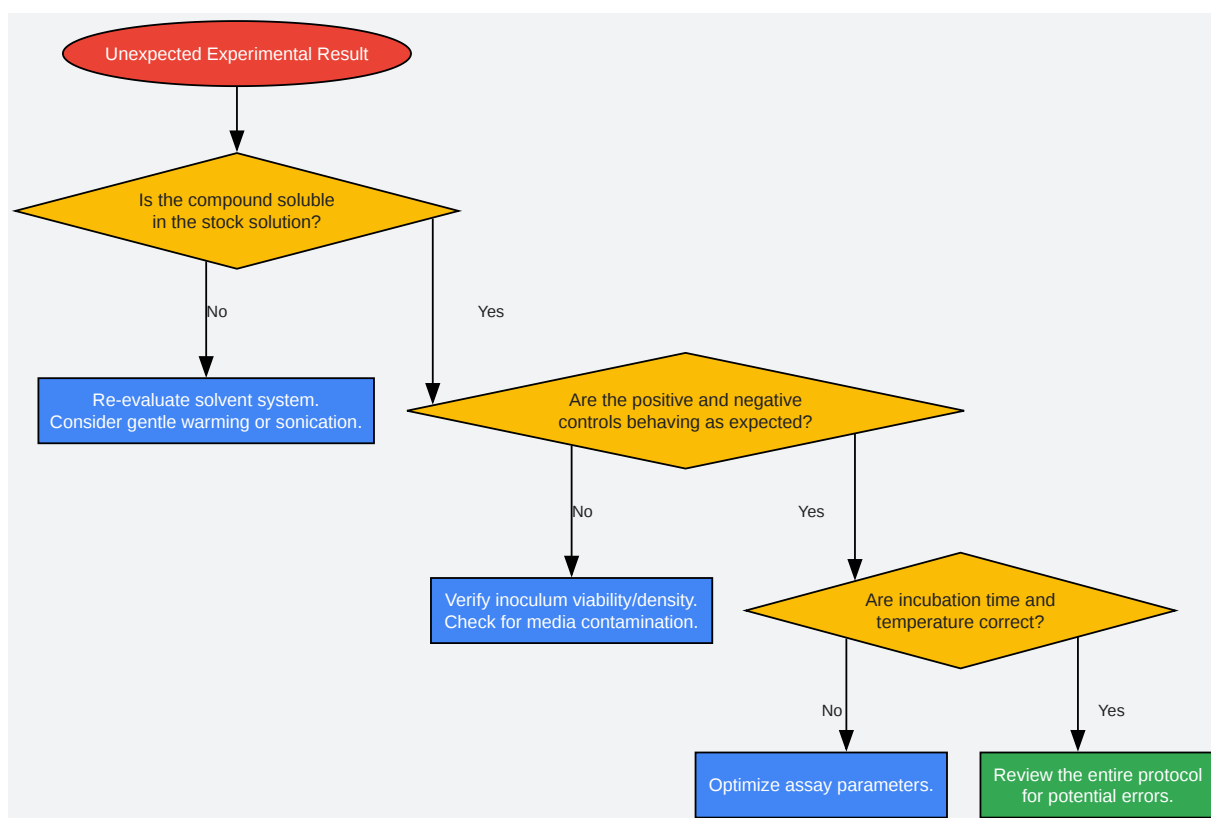 Unexpected Experimental Result
Is the compound soluble
in the stock solution?
No
Yes
Re-evaluate solvent system.
Consider gentle warming or sonication.
Are the positive and negative
controls behaving as expected?
No
Yes
Verify inoculum viability/density.
Check for media contamination.
Are incubation time and
temperature correct?
No
Yes
Optimize assay parameters.
Review the entire protocol
for potential errors.